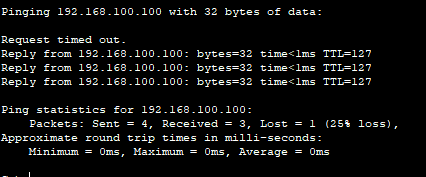 Pinging 192.168.100.100 with 32 bytes of data:
Request timed out.
Reply from 192.168.100.100: bytes=32 time<1ms TTL=127
Reply from 192.168.100.100: bytes=32 time<1ms TTL=127
Reply from 192.168.100.100: bytes=32 time<1ms TTL=127
Ping statistics for 192.168.100.100:
Packets: Sent = 4, Received = 3, Lost = 1 (25% loss),
Approximate round trip times in milli-seconds:
Minimum = 0ms, Maximum = 0ms, Average = 0ms